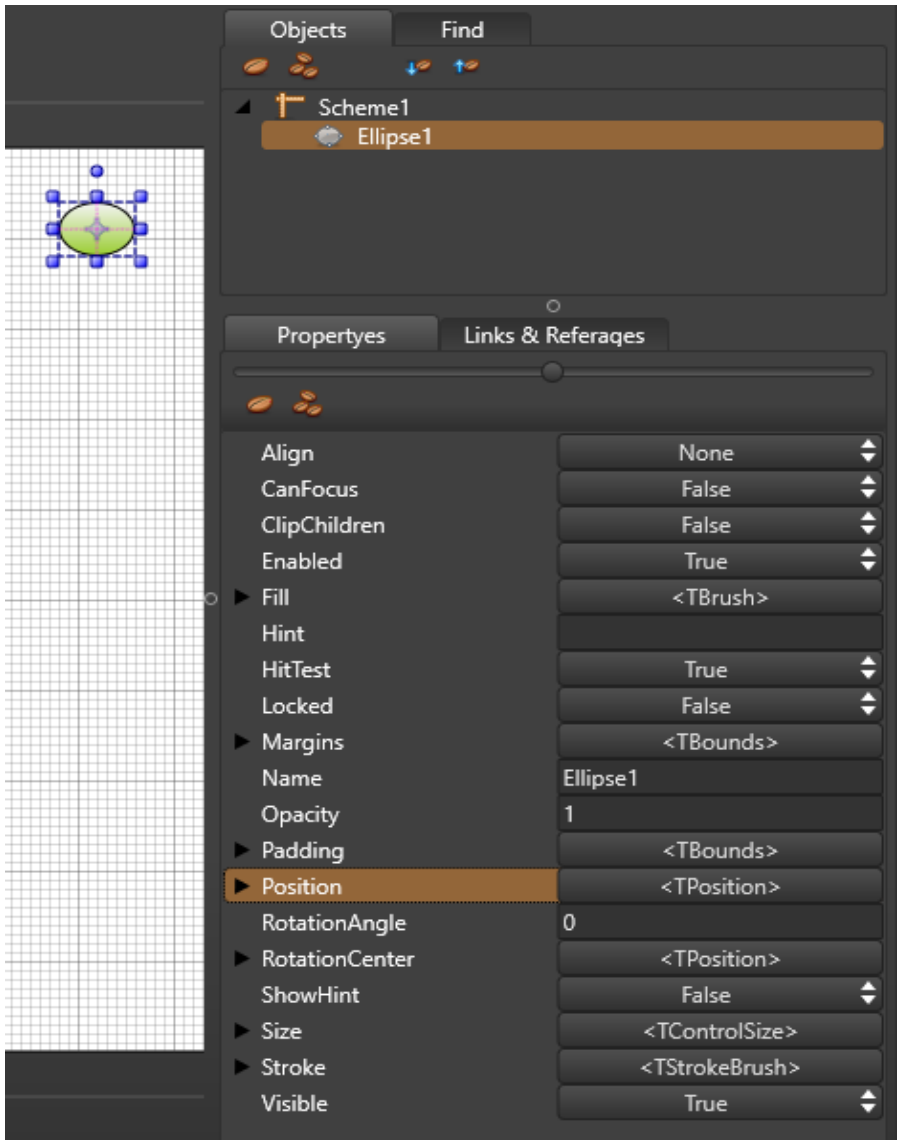 Objects Find
Scheme1
Ellipse1
Propertyes Links & Referages
Align None
CanFocus False
ClipChildren False
Enabled True
Fill <TBrush>
Hint
HitTest True
Locked False
Margins <TBounds>
Name Ellipse1
Opacity 1
Padding <TBounds>
Position <TPosition>
RotationAngle 0
RotationCenter <TPosition>
ShowHint False
Size <TControlSize>
Stroke <TStrokeBrush>
Visible True